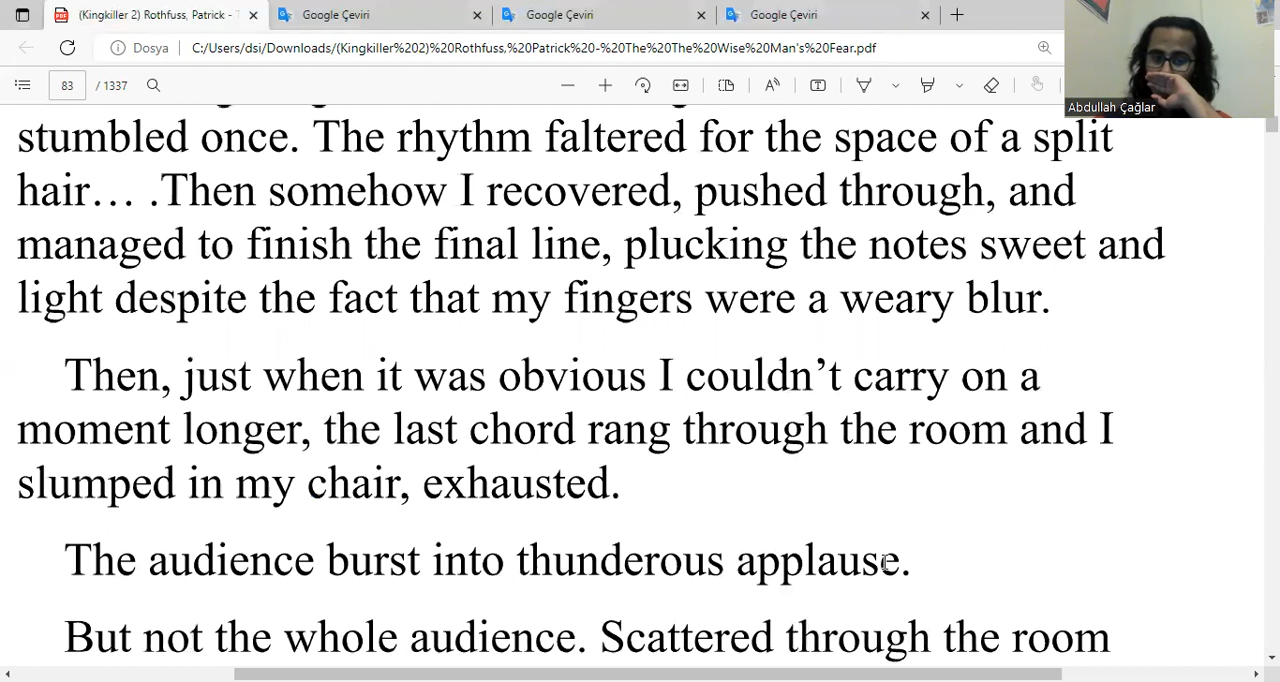 (Kingkiller 2) Rothfuss, Patrick - T
Google Çeviri
Google Çeviri
Google Çeviri
Dosya
C:/Users/dsi/Downloads/(Kingkiller%202)%20Rothfuss,%20Patrick%20-%20The%20The%20Wise%20Man's%20Fear.pdf
83
/ 1337
Abdullah Çağlar
stumbled once. The rhythm faltered for the space of a split
hair… .Then somehow I recovered, pushed through, and
managed to finish the final line, plucking the notes sweet and
light despite the fact that my fingers were a weary blur.
Then, just when it was obvious I couldn’t carry on a
moment longer, the last chord rang through the room and I
slumped in my chair, exhausted.
The audience burst into thunderous applause.
But not the whole audience. Scattered through the room